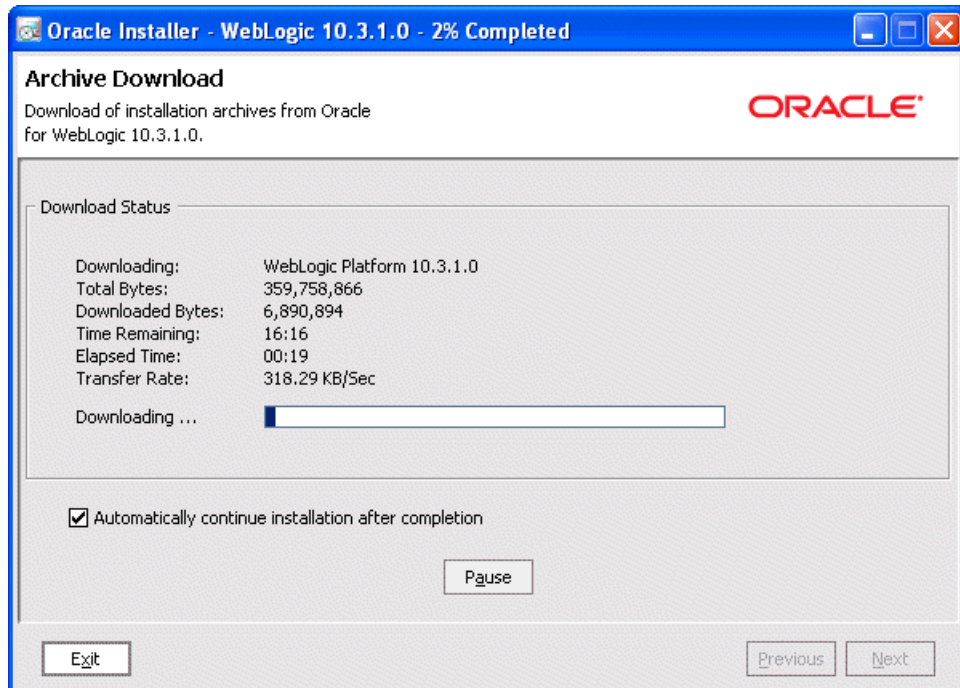 Oracle Installer - WebLogic 10.3.1.0 - 2% Completed
Archive Download
Download of installation archives from Oracle
for WebLogic 10.3.1.0.
ORACLE
Download Status
Downloading: WebLogic Platform 10.3.1.0
Total Bytes: 359,758,866
Downloaded Bytes: 6,890,894
Time Remaining: 16:16
Elapsed Time: 00:19
Transfer Rate: 318.29 KB/Sec
Downloading ...
Automatically continue installation after completion
Pause
Exit
Previous
Next